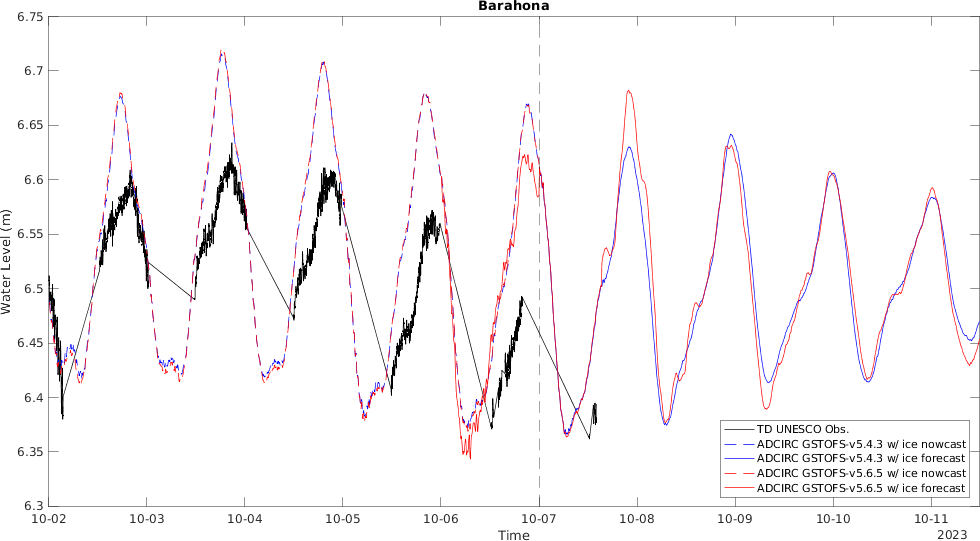 Barahona
6.75
6.7
6.65
6.6
6.55
6.5
6.45
6.4
6.35
6.3
Water Level (m)
TD UNESCO Obs.
ADCIRC GSTOFS-v5.4.3 w/ ice nowcast
ADCIRC GSTOFS-v5.4.3 w/ ice forecast
ADCIRC GSTOFS-v5.6.5 w/ ice nowcast
ADCIRC GSTOFS-v5.6.5 w/ ice forecast
10-02 10-03 10-04 10-05 10-06 10-07 10-08 10-09 10-10 10-11
Time
2023